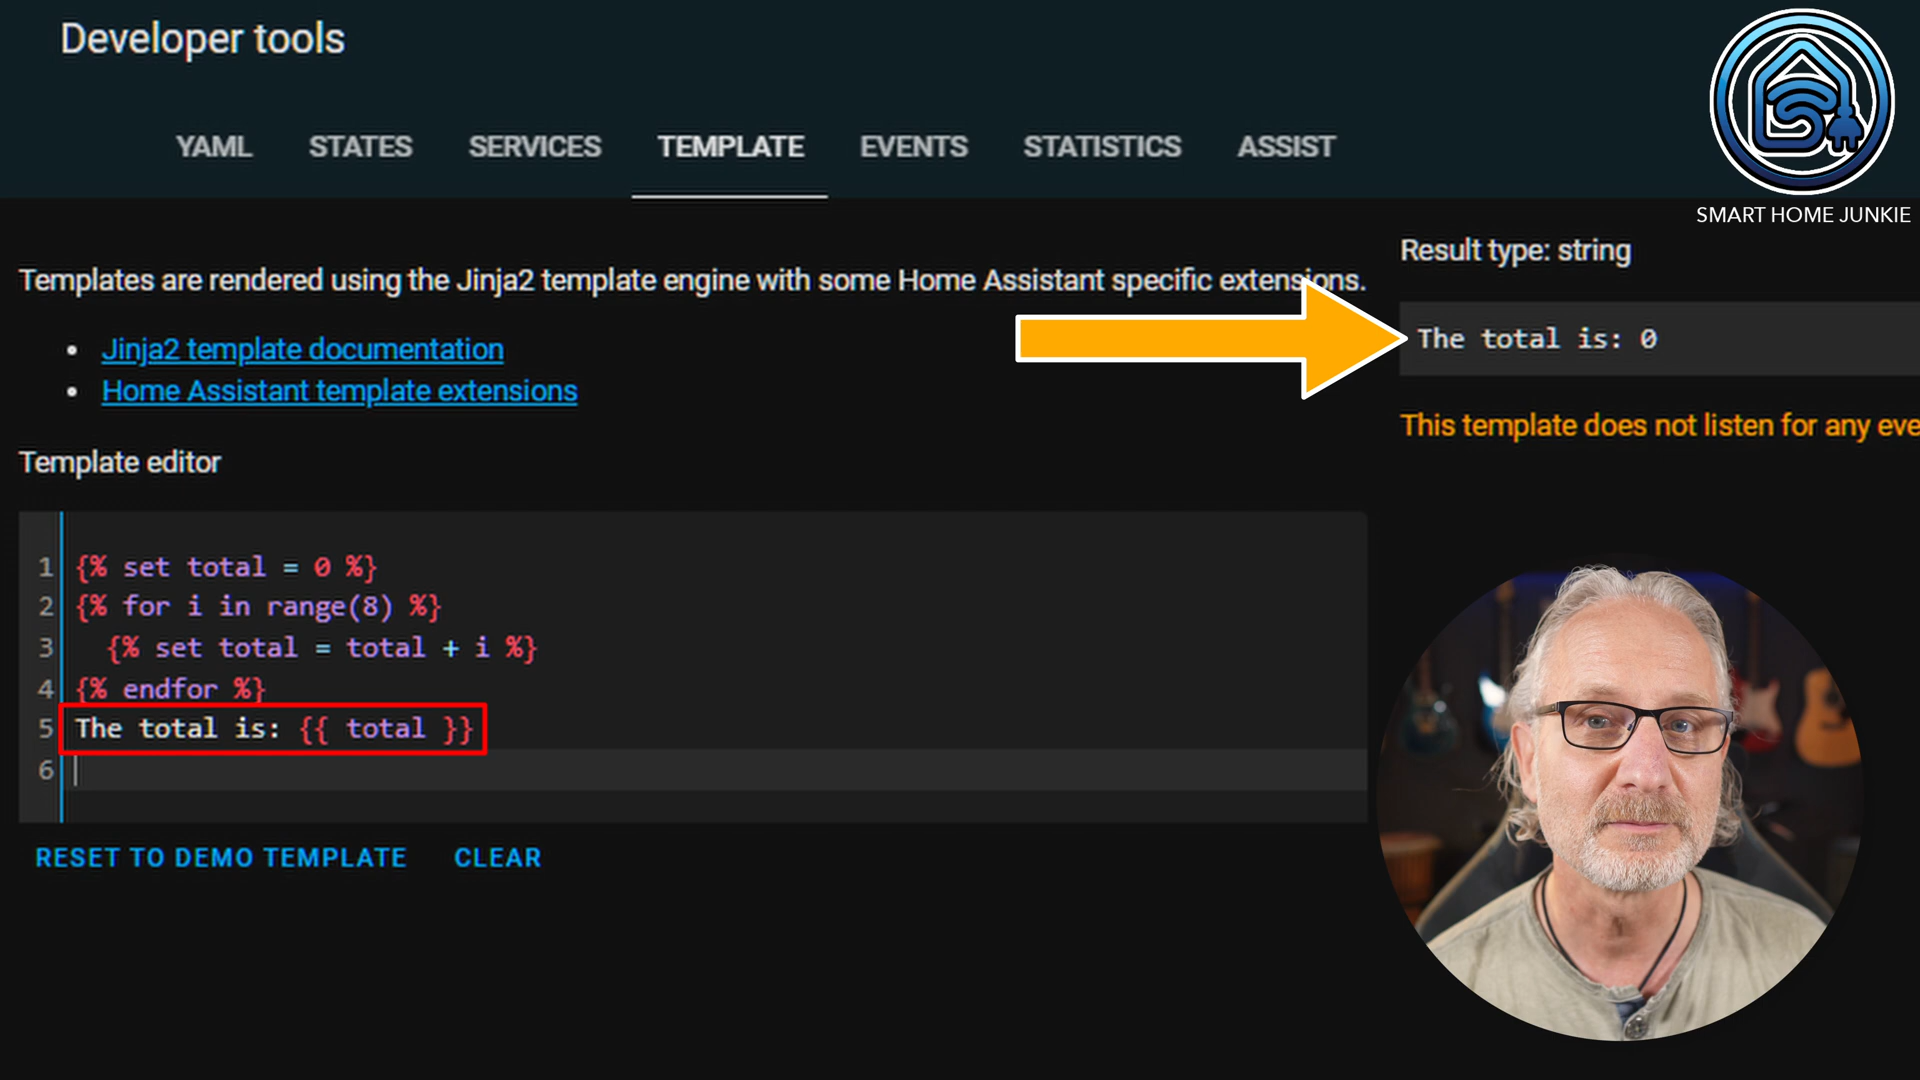 Developer tools
YAML STATES SERVICES TEMPLATE EVENTS STATISTICS ASSIST
SMART HOME JUNKIE
Templates are rendered using the Jinja2 template engine with some Home Assistant specific extensions.
Jinja2 template documentation
Home Assistant template extensions
Template editor
1 {% set total = 0 %}
2 {% for i in range(8) %}
3 {% set total = total + i %}
4 {% endfor %}
5 The total is: {{ total }}
6
RESET TO DEMO TEMPLATE CLEAR
Result type: string
The total is: 0
This template does not listen for any eve